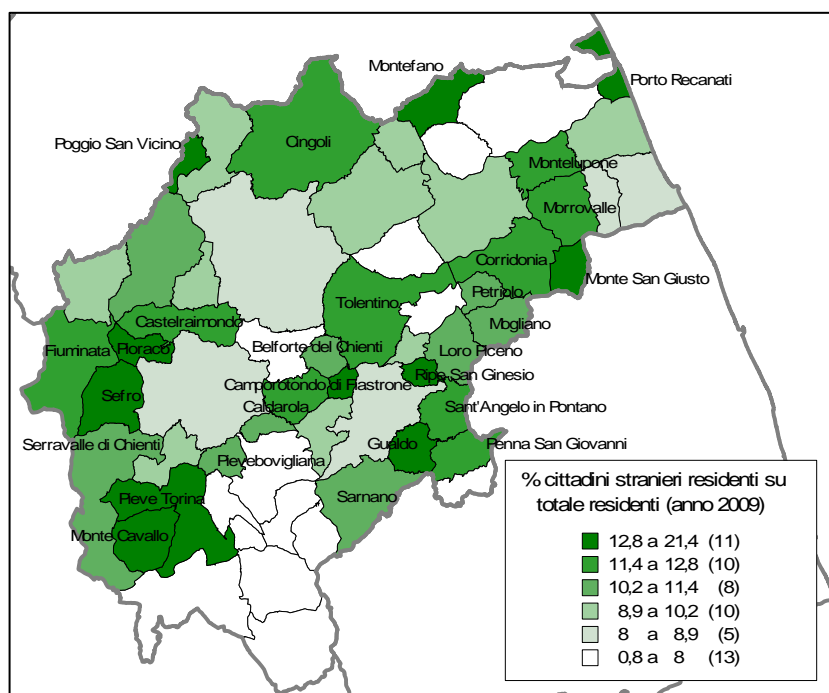 Montefano
Porto Recanati
Poggio San Vicino
Cingoli
Montelupone
Morrovalle
Corridonia
Monte San Giusto
Petriolo
Tolentino
Mogliano
Castelraimondo
Fiuminata
Pioraco
Belforte del Chienti
Loro Piceno
Ripe San Ginesio
Sefro
Camporotondo di Fiastrone
Caldarola
Sant'Angelo in Pontano
Serravalle di Chienti
Gualdo
Penna San Giovanni
Pievebovigliana
Pieve Torina
Sarnano
Monte Cavallo
% cittadini stranieri residenti su
totale residenti (anno 2009)
12,8 a 21,4 (11)
11,4 a 12,8 (10)
10,2 a 11,4 (8)
8,9 a 10,2 (10)
8 a 8,9 (5)
0,8 a 8 (13)